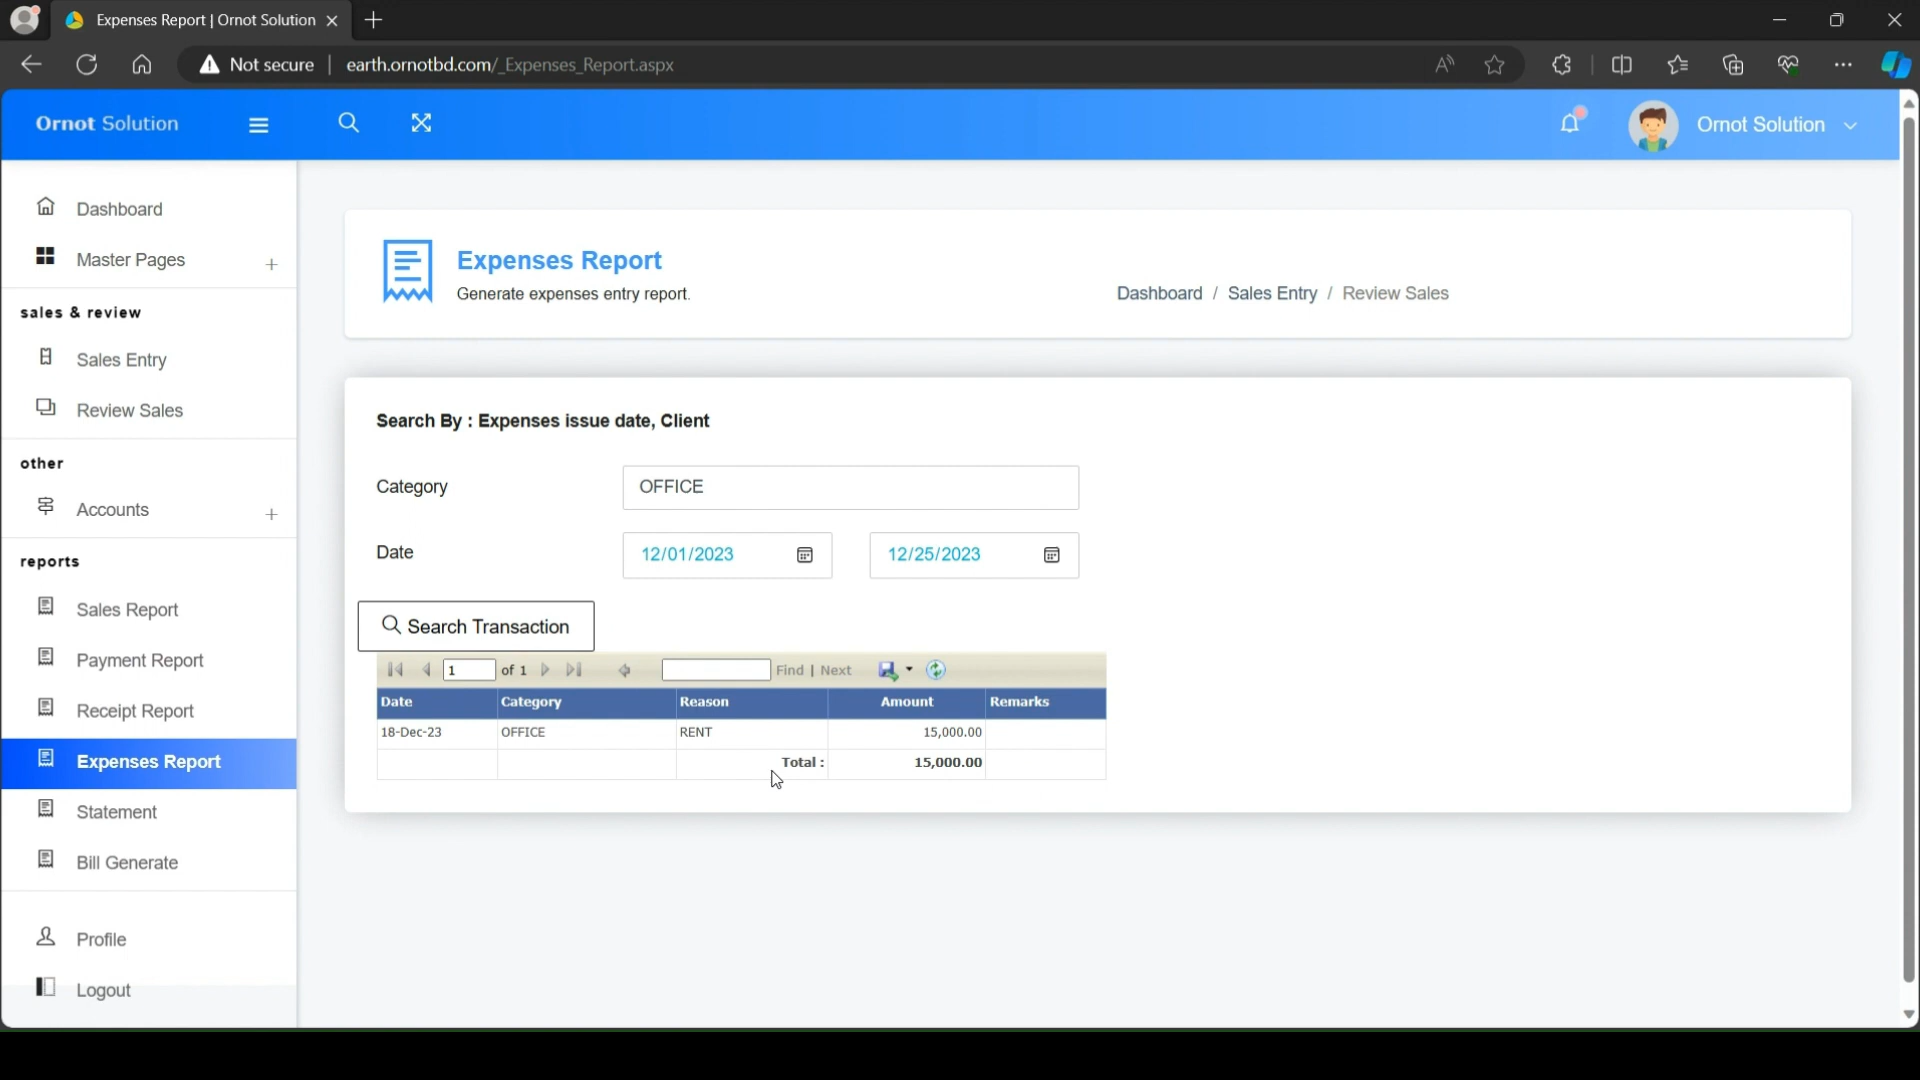 Expenses Report | Ornot Solution
Not secure | earth.ornotbd.com/_Expenses_Report.aspx
Ornot Solution
Ornot Solution
Dashboard
Master Pages
sales & review
Sales Entry
Review Sales
other
Accounts
reports
Sales Report
Payment Report
Receipt Report
Expenses Report
Statement
Bill Generate
Profile
Logout
Expenses Report
Generate expenses entry report.
Dashboard / Sales Entry / Review Sales
Search By : Expenses issue date, Client
Category OFFICE
Date 12/01/2023 12/25/2023
Search Transaction
1 of 1 Find | Next
Date Category Reason Amount Remarks
18-Dec-23 OFFICE RENT 15,000.00
Total : 15,000.00